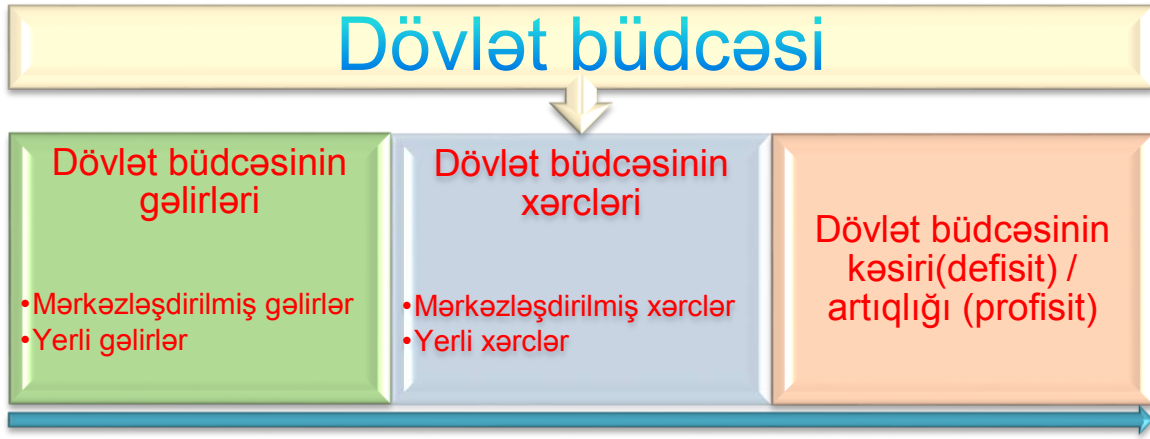 Dövlət büdcəsi
Dövlət büdcəsinin
gəlirləri
•Mərkəzləşdirilmiş gəlirlər
•Yerli gəlirlər
Dövlət büdcəsinin
xərcləri
•Mərkəzləşdirilmiş xərclər
•Yerli xərclər
Dövlət büdcəsinin
kəsiri(defisit) /
artıqlığı (profisit)